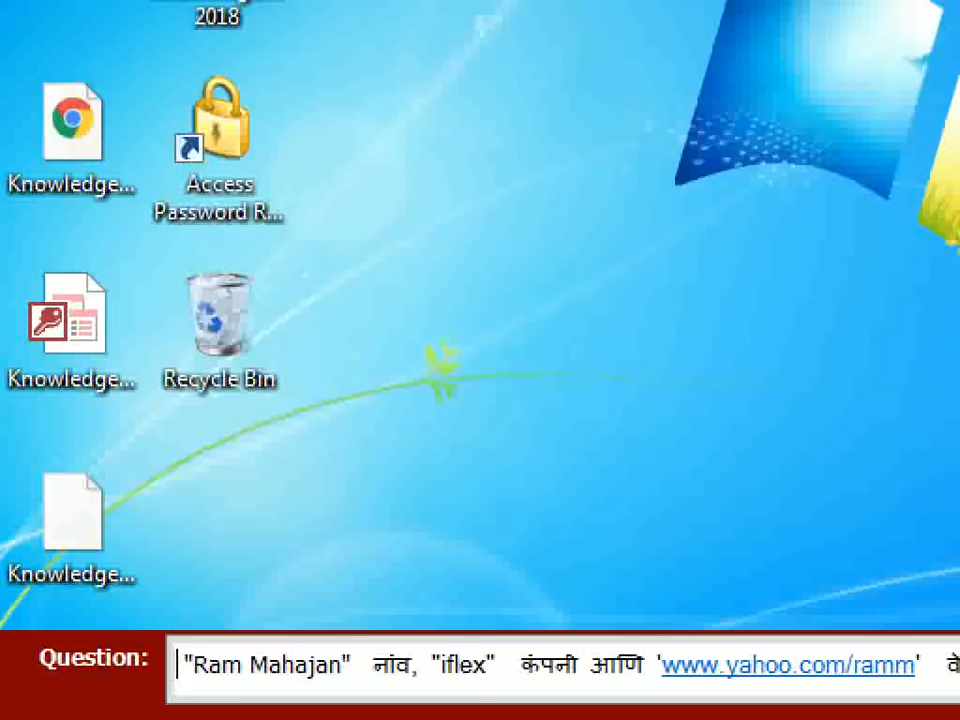 2018
Knowledge...
Access
Password R...
Knowledge...
Recycle Bin
Knowledge...
Question:
"Ram Mahajan" नांव, "iflex" कंपनी आणि 'www.yahoo.com/ramm' वे